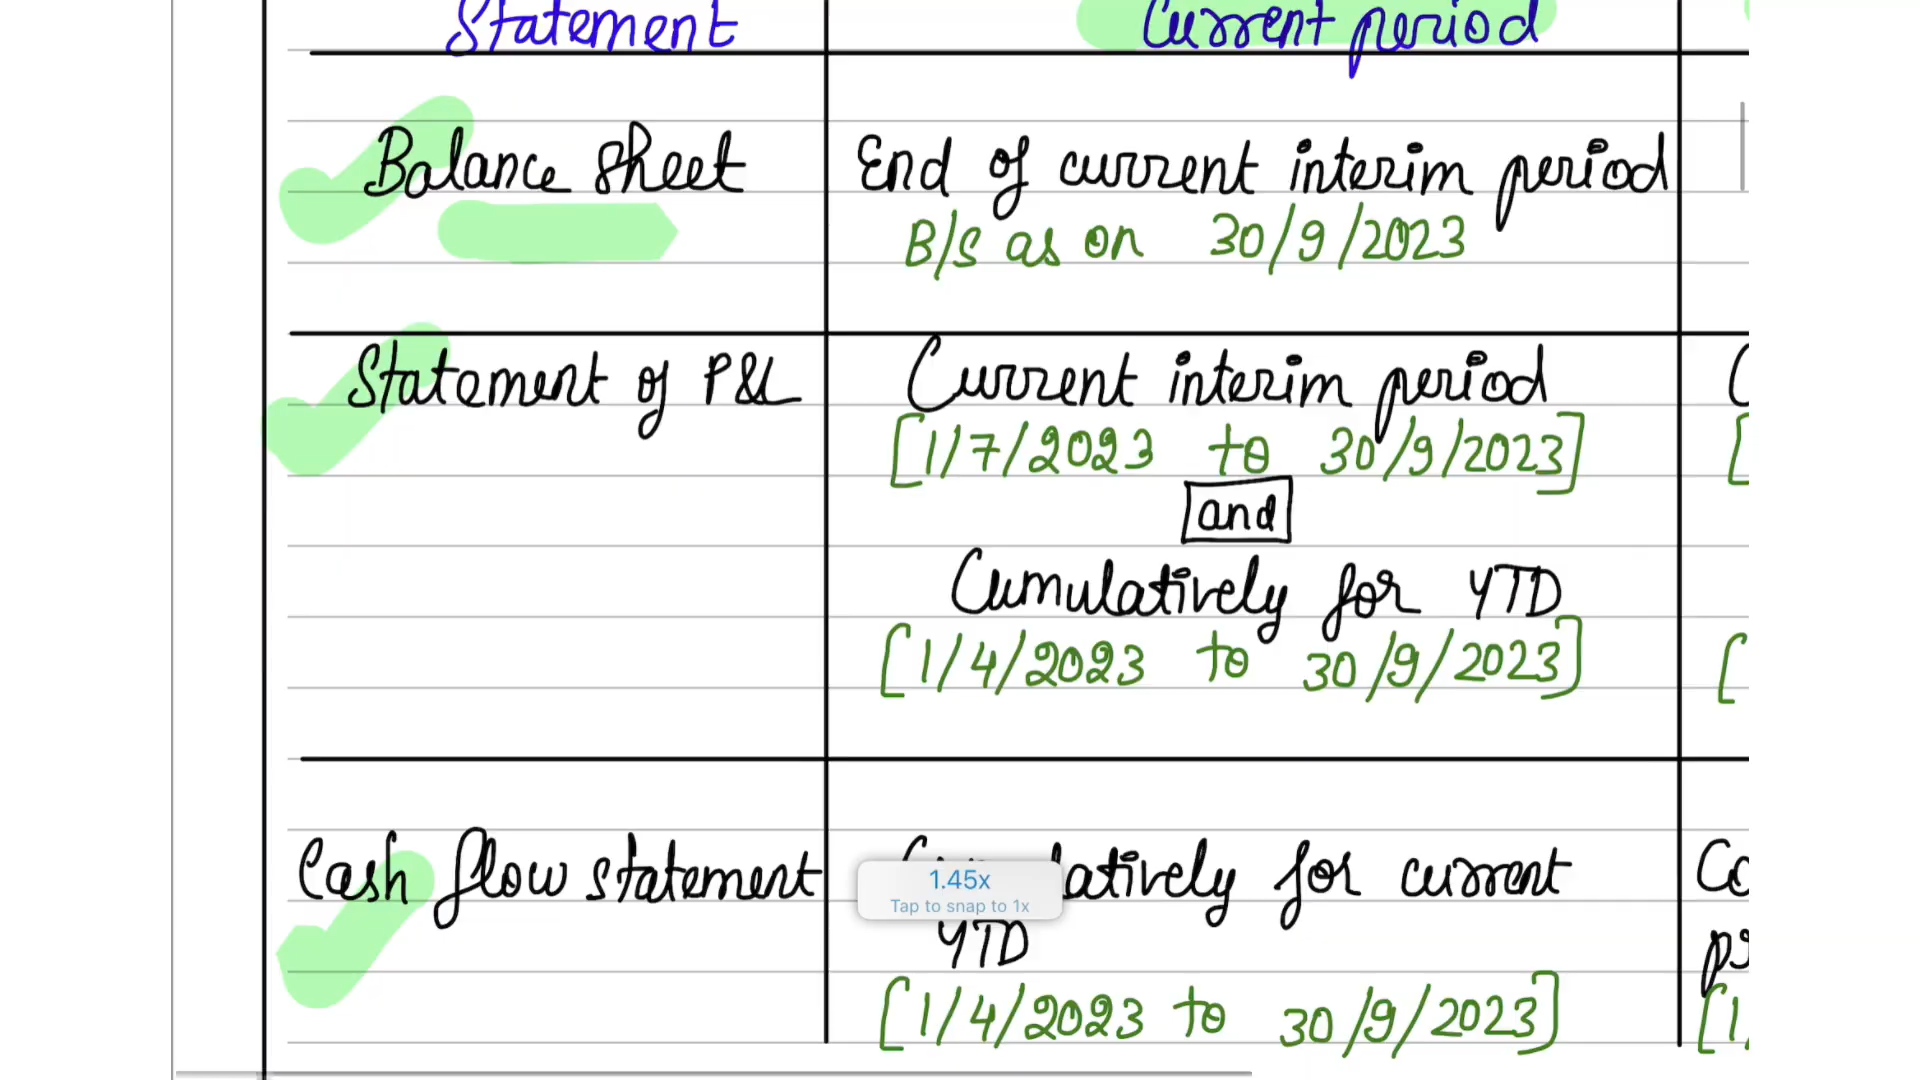 Statement Current period
Balance sheet End of current interim period
B/S as on 30/9/2023
Statement of P&L Current interim period
[1/7/2023 to 30/9/2023]
and
Cumulatively for YTD
[1/4/2023 to 30/9/2023]
Cash flow statement Cumulatively for current
1.45x
Tap to snap to 1x
YTD
[1/4/2023 to 30/9/2023]